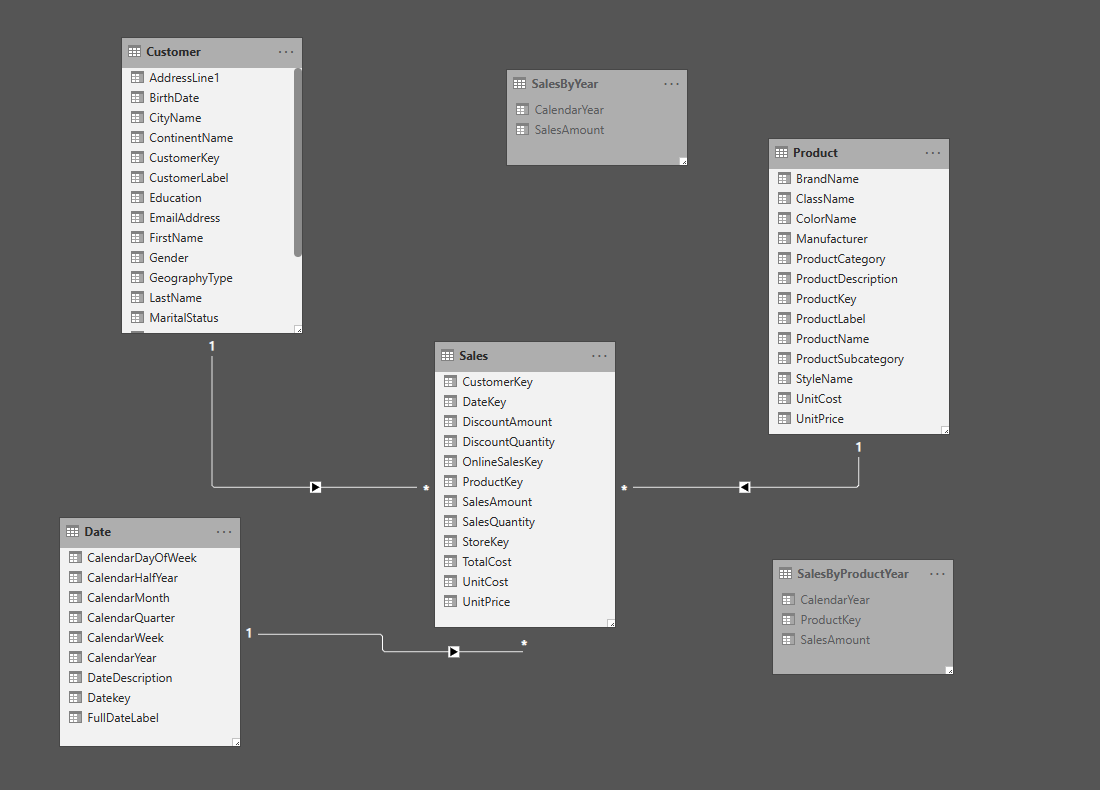 Customer
AddressLine1
BirthDate
CityName
ContinentName
CustomerKey
CustomerLabel
Education
EmailAddress
FirstName
Gender
GeographyType
LastName
MaritalStatus
1
SalesByYear
CalendarYear
SalesAmount
Product
BrandName
ClassName
ColorName
Manufacturer
ProductCategory
ProductDescription
ProductKey
ProductLabel
ProductName
ProductSubcategory
StyleName
UnitCost
UnitPrice
1
Sales
CustomerKey
DateKey
DiscountAmount
DiscountQuantity
OnlineSalesKey
ProductKey
SalesAmount
SalesQuantity
StoreKey
TotalCost
UnitCost
UnitPrice
*
*
*
Date
CalendarDayOfWeek
CalendarHalfYear
CalendarMonth
CalendarQuarter
CalendarWeek
CalendarYear
DateDescription
Datekey
FullDateLabel
1
SalesByProductYear
CalendarYear
ProductKey
SalesAmount